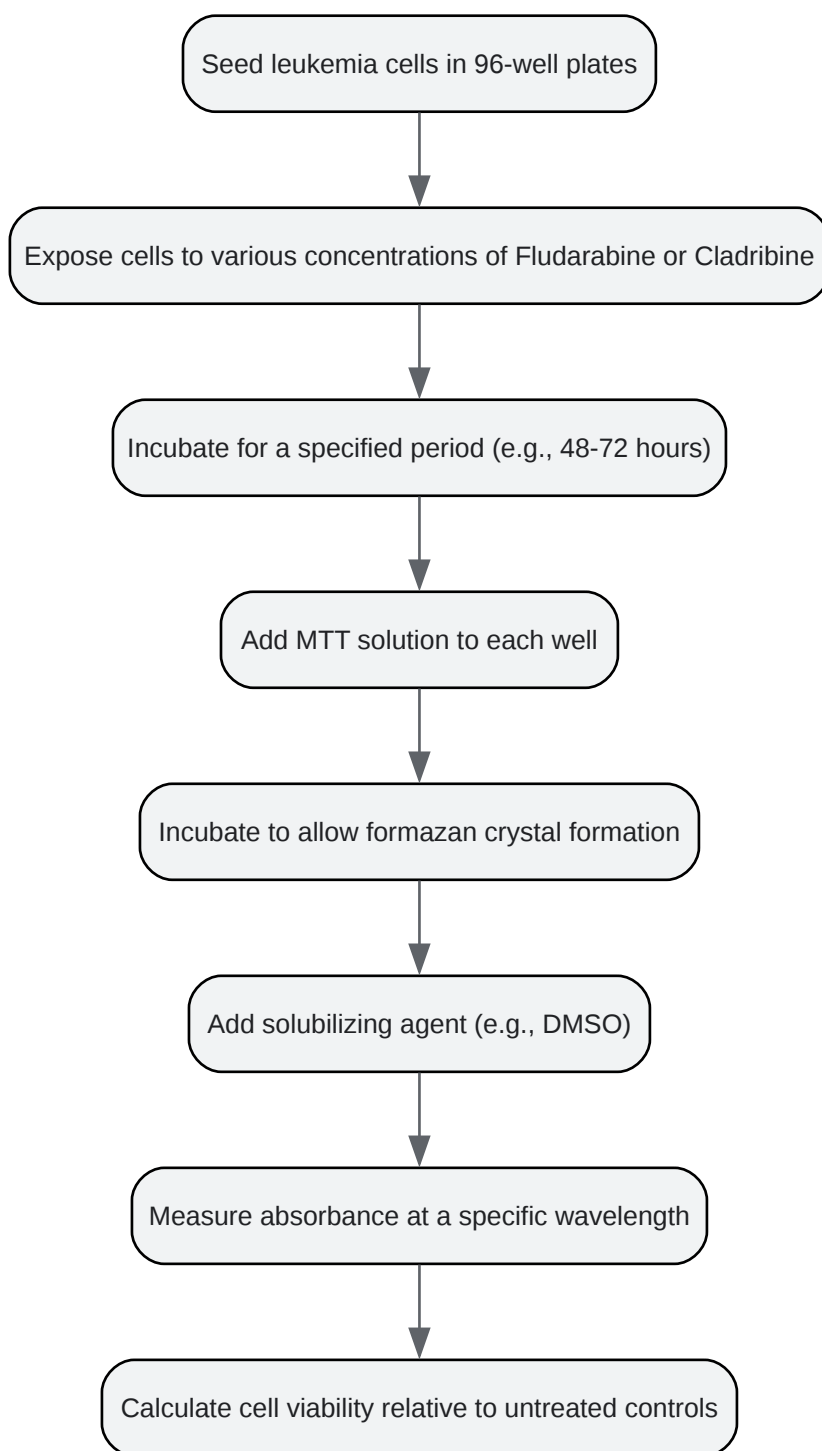 Seed leukemia cells in 96-well plates
Expose cells to various concentrations of Fludarabine or Cladribine
Incubate for a specified period (e.g., 48-72 hours)
Add MTT solution to each well
Incubate to allow formazan crystal formation
Add solubilizing agent (e.g., DMSO)
Measure absorbance at a specific wavelength
Calculate cell viability relative to untreated controls